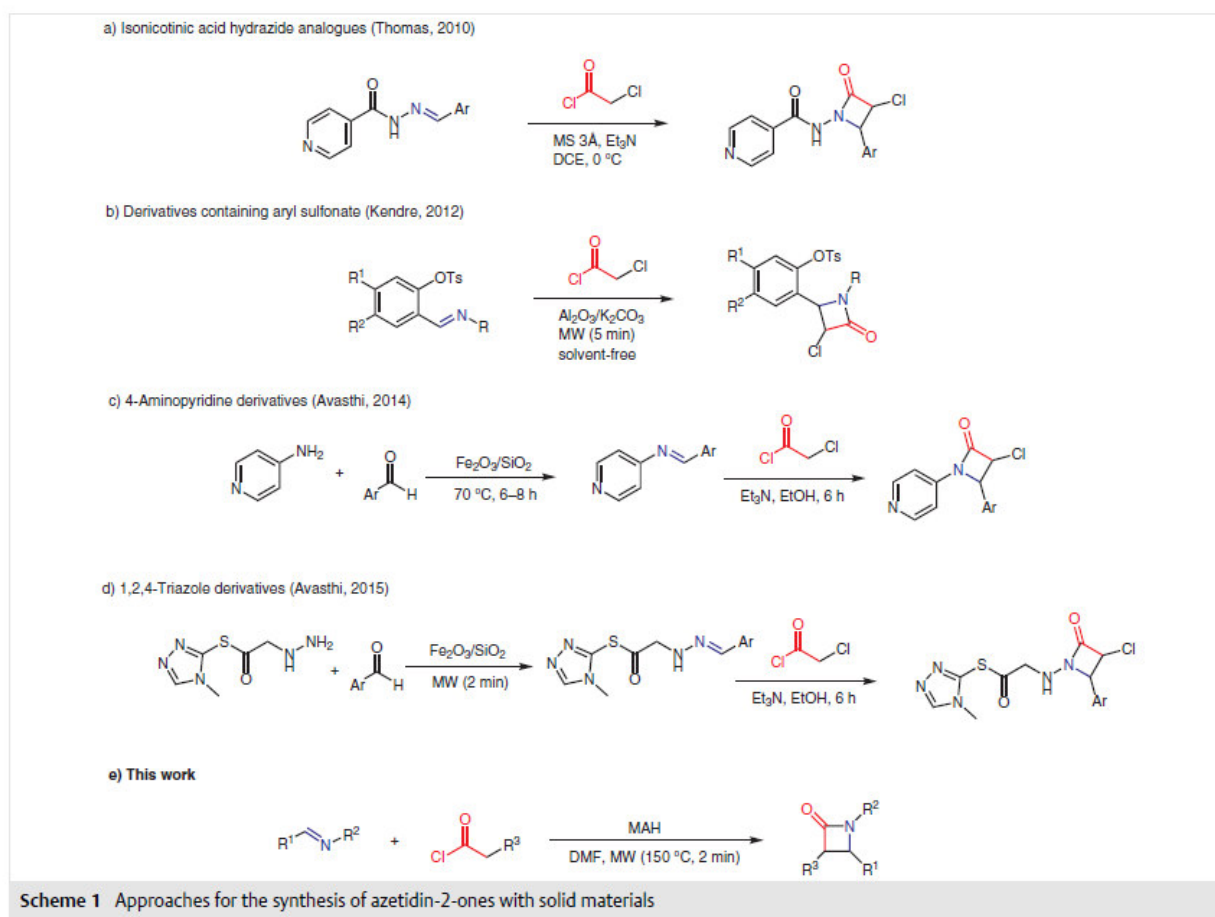 a) Isonicotinic acid hydrazide analogues (Thomas, 2010)
O
Cl
Cl
O
N
H
N
Ar
N
MS 3Å, Et₃N
DCE, 0 ºC
O
N
H
N
O
Cl
Ar
N
b) Derivatives containing aryl sulfonate (Kendre, 2012)
R¹
R²
OTs
N
R
O
Cl
Cl
Al₂O₃/K₂CO₃
MW (5 min)
solvent-free
R¹
R²
OTs
R
N
O
Cl
c) 4-Aminopyridine derivatives (Avasthi, 2014)
NH₂
N
+
O
Ar
H
Fe₂O₃/SiO₂
70 ºC, 6–8 h
N
Ar
N
O
Cl
Cl
Et₃N, EtOH, 6 h
O
Cl
N
Ar
N
d) 1,2,4-Triazole derivatives (Avasthi, 2015)
N
N
N
S
O
N
H
NH₂
+
O
Ar
H
Fe₂O₃/SiO₂
MW (2 min)
N
N
N
S
O
N
H
N
Ar
O
Cl
Cl
Et₃N, EtOH, 6 h
N
N
N
S
O
N
H
N
O
Cl
Ar
e) This work
R¹
N
R²
+
O
Cl
R³
MAH
DMF, MW (150 ºC, 2 min)
O
N
R²
R³
R¹
Scheme 1 Approaches for the synthesis of azetidin-2-ones with solid materials